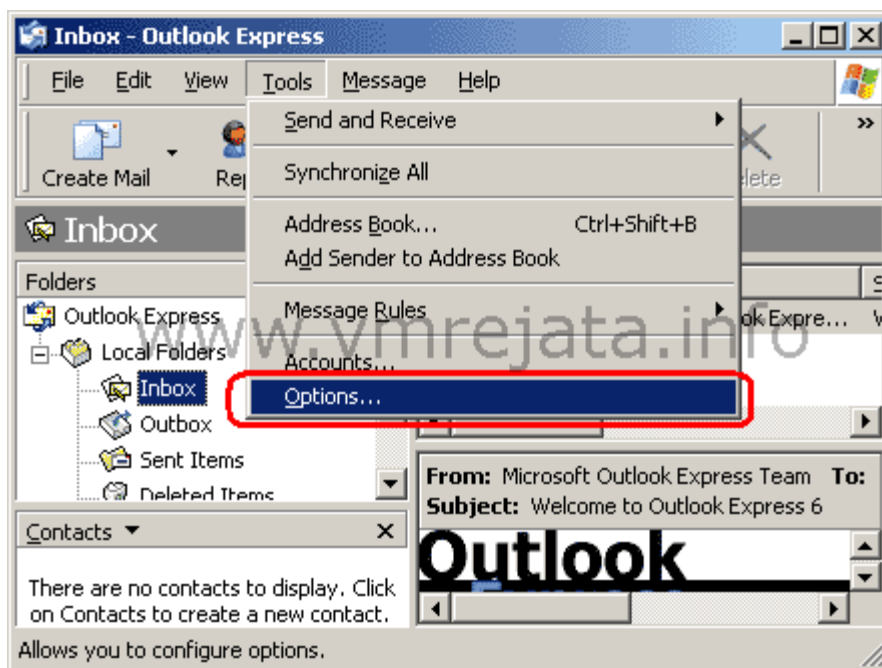 Inbox - Outlook Express
File Edit View Tools Message Help
Send and Receive
Create Mail
Synchronize All
Address Book... Ctrl+Shift+B
Inbox
Add Sender to Address Book
Folders
Message Rules
Outlook Express
www.vmrejata.info
Local Folders
Accounts...
Inbox
Options...
Outbox
Sent Items
Deleted Items
From: Microsoft Outlook Express Team To:
Subject: Welcome to Outlook Express 6
Contacts
Outlook
There are no contacts to display. Click
on Contacts to create a new contact.
Allows you to configure options.